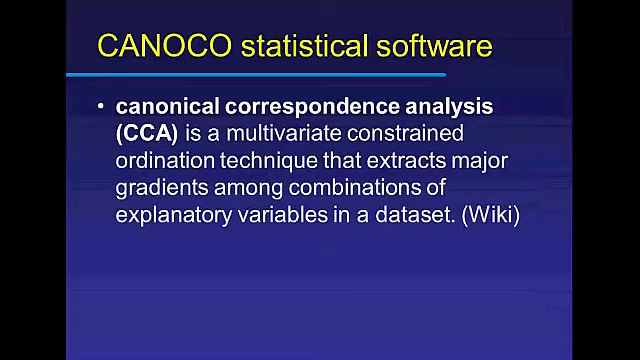 CANOCO statistical software
• canonical correspondence analysis
(CCA) is a multivariate constrained
ordination technique that extracts major
gradients among combinations of
explanatory variables in a dataset. (Wiki)